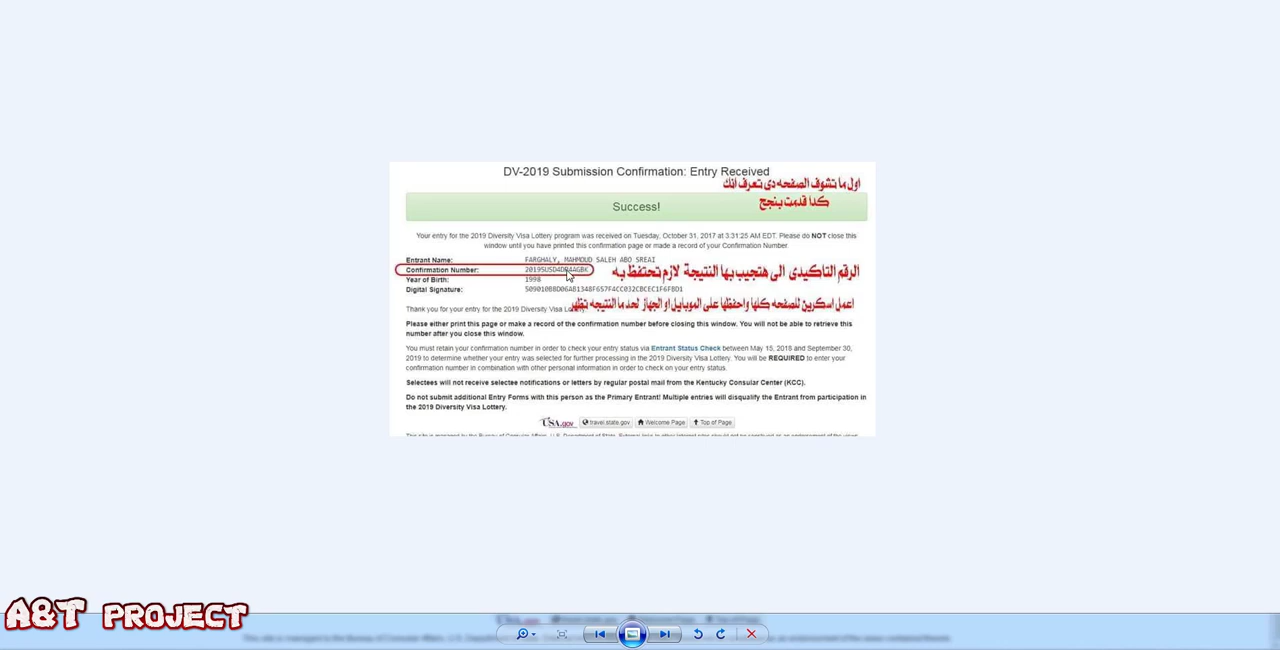 DV-2019 Submission Confirmation: Entry Received
اول ما تشوف الصفحه دى تعرف انك
كدا قدمت بنجح
Success!
Your entry for the 2019 Diversity Visa Lottery program was received on Tuesday, October 31, 2017 at 3:31:25 AM EDT. Please do NOT close this
window until you have printed this confirmation page or made a record of your Confirmation Number.
Entrant Name: FARGHALY, MAHMOUD SALEH ABO SREAI
Confirmation Number:
الرقم التاكيدى الى هتجيب بها النتيجة لازم تحتفظ به
Year of Birth: 1998
Digital Signature:
اعمل اسكرين للصفحه كلها واحفظها على الموبايل او الجهاز لحد ما النتيجه تظهر
Thank you for your entry for the 2019 Diversity Visa Lottery.
Please either print this page or make a record of the confirmation number before closing this window. You will not be able to retrieve this
number after you close this window.
You must retain your confirmation number in order to check your entry status via Entrant Status Check between May 15, 2018 and September 30,
2019 to determine whether your entry was selected for further processing in the 2019 Diversity Visa Lottery. You will be REQUIRED to enter your
confirmation number in combination with other personal information in order to check on your entry status.
Selectees will not receive selectee notifications or letters by regular postal mail from the Kentucky Consular Center (KCC).
Do not submit additional Entry Forms with this person as the Primary Entrant! Multiple entries will disqualify the Entrant from participation in
the 2019 Diversity Visa Lottery.
USA.gov travel.state.gov Welcome Page Top of Page
A&T PROJECT